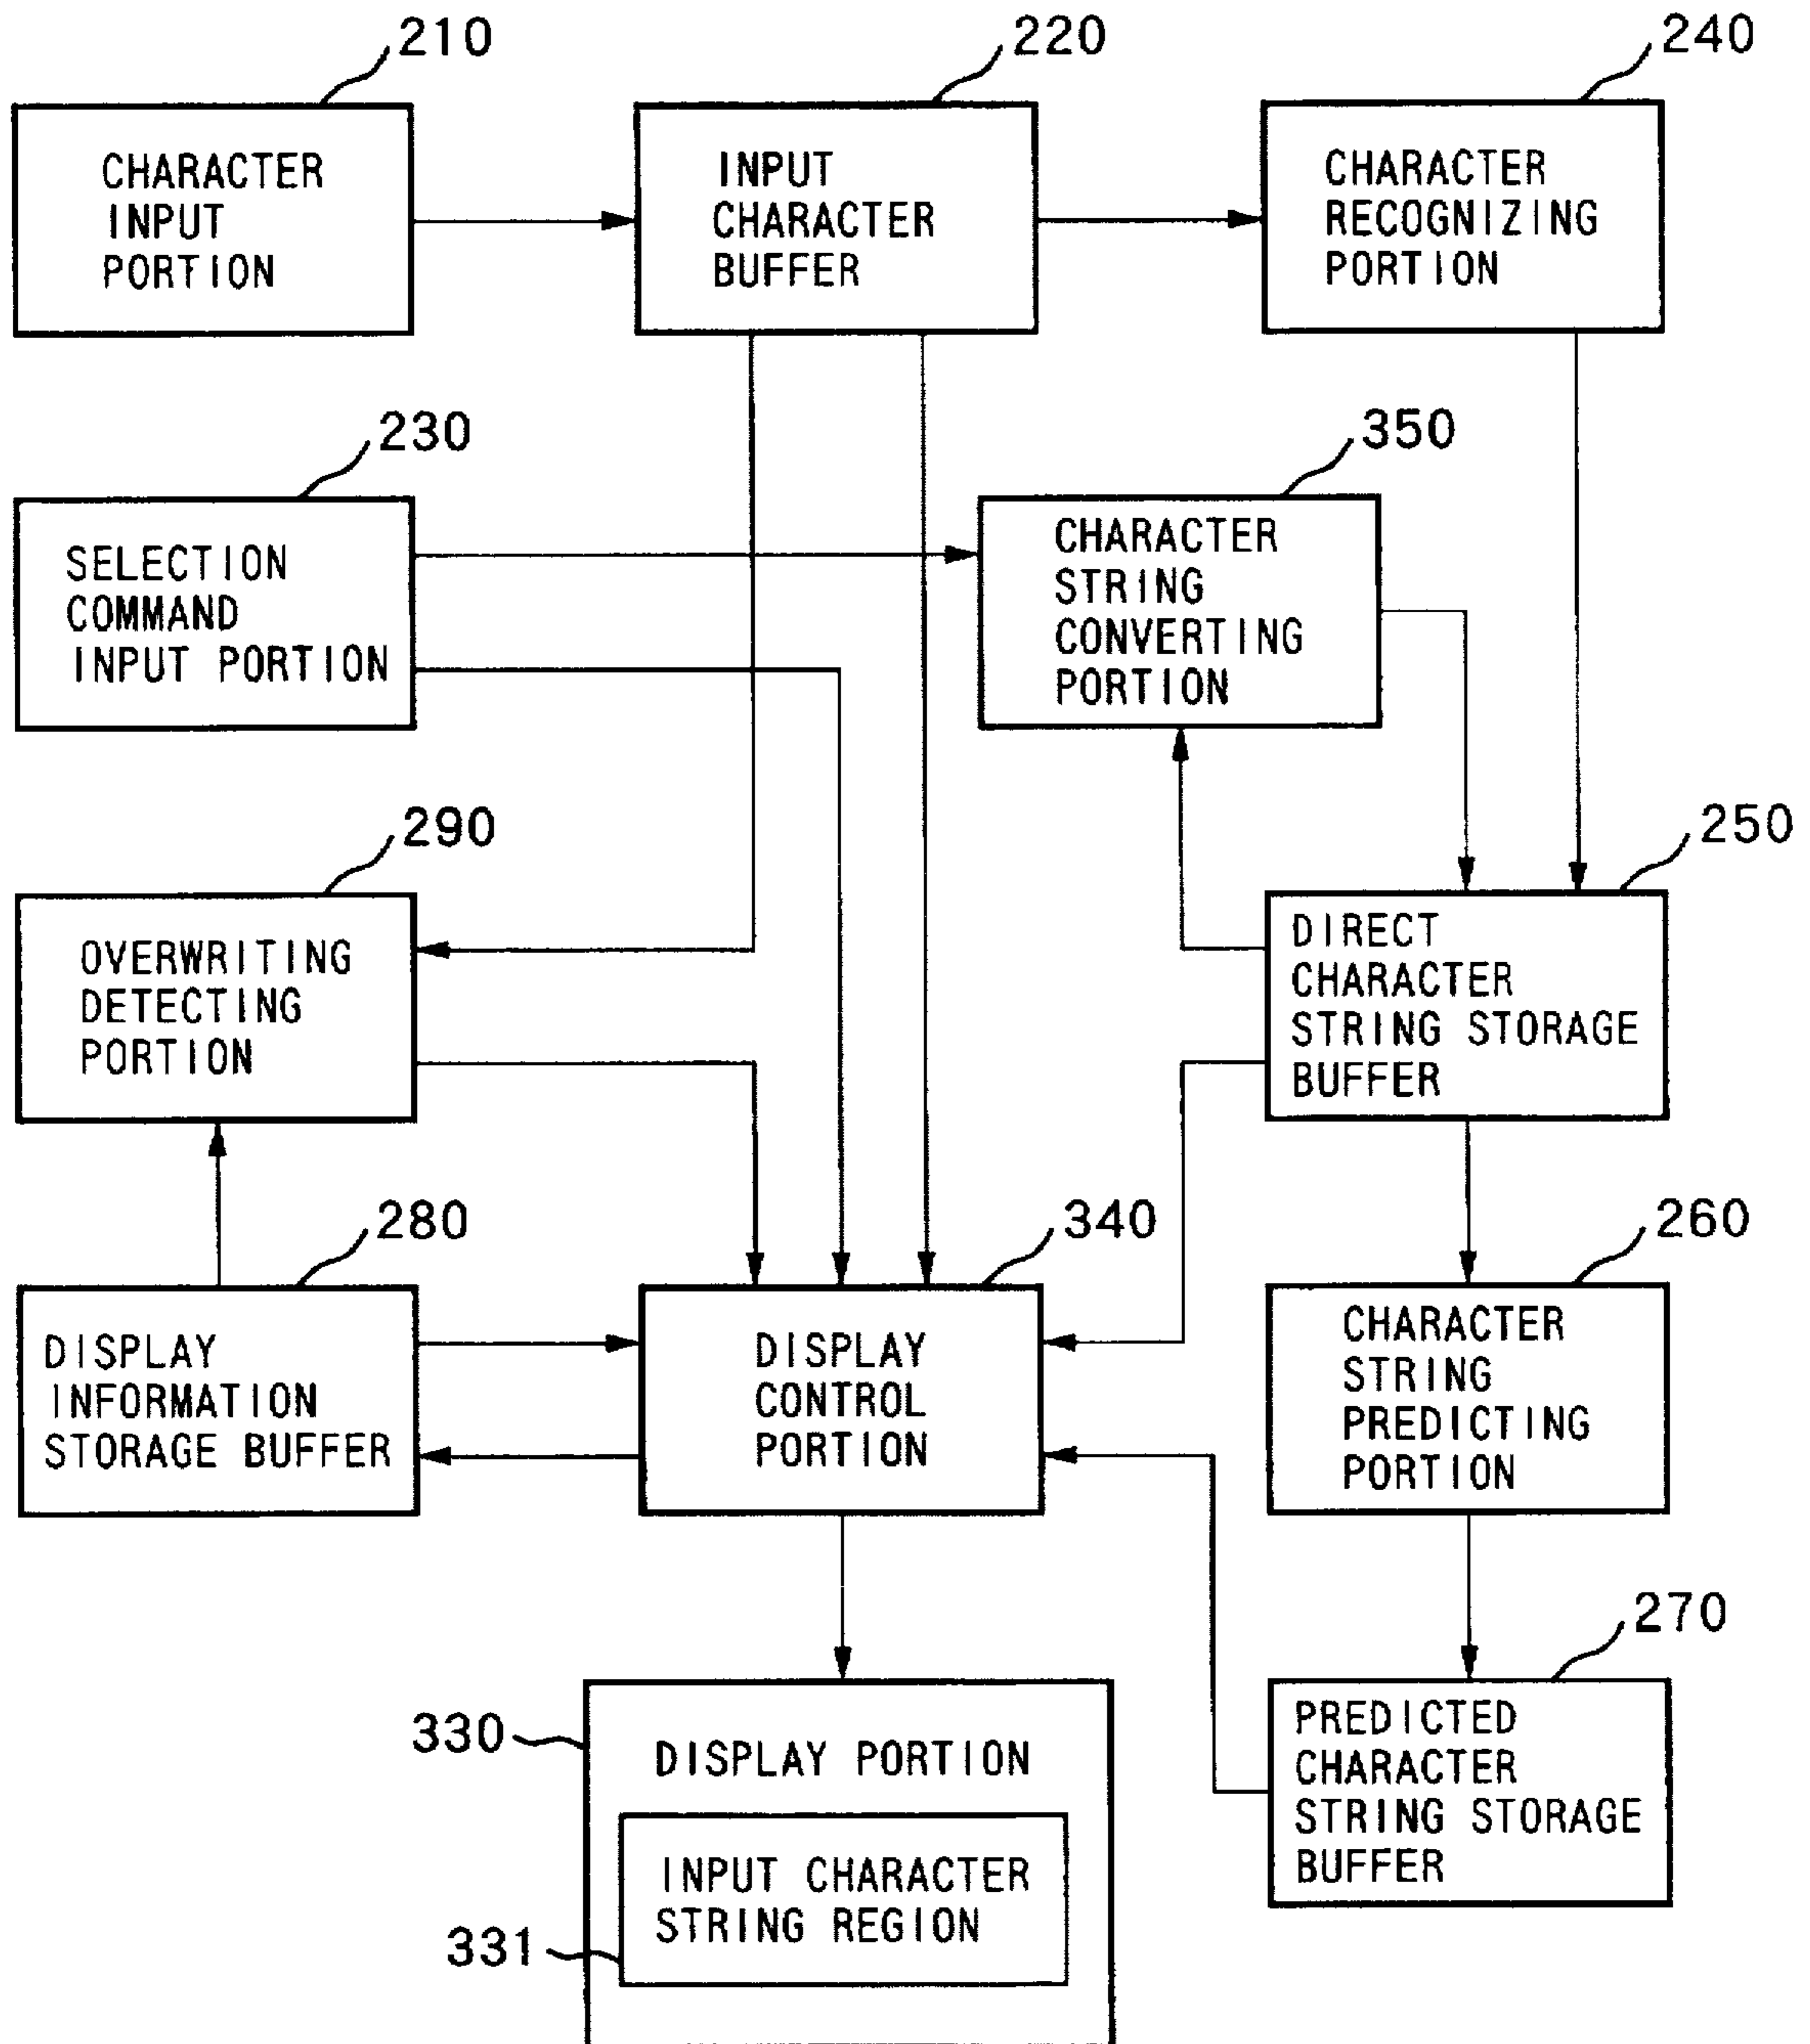 210
220
240
CHARACTER
INPUT
PORTION
INPUT
CHARACTER
BUFFER
CHARACTER
RECOGNIZING
PORTION
230
350
SELECTION
COMMAND
INPUT PORTION
CHARACTER
STRING
CONVERTING
PORTION
290
250
OVERWRITING
DETECTING
PORTION
DIRECT
CHARACTER
STRING STORAGE
BUFFER
280
340
260
DISPLAY
INFORMATION
STORAGE BUFFER
DISPLAY
CONTROL
PORTION
CHARACTER
STRING
PREDICTING
PORTION
270
330
DISPLAY PORTION
PREDICTED
CHARACTER
STRING STORAGE
BUFFER
INPUT CHARACTER
STRING REGION
331